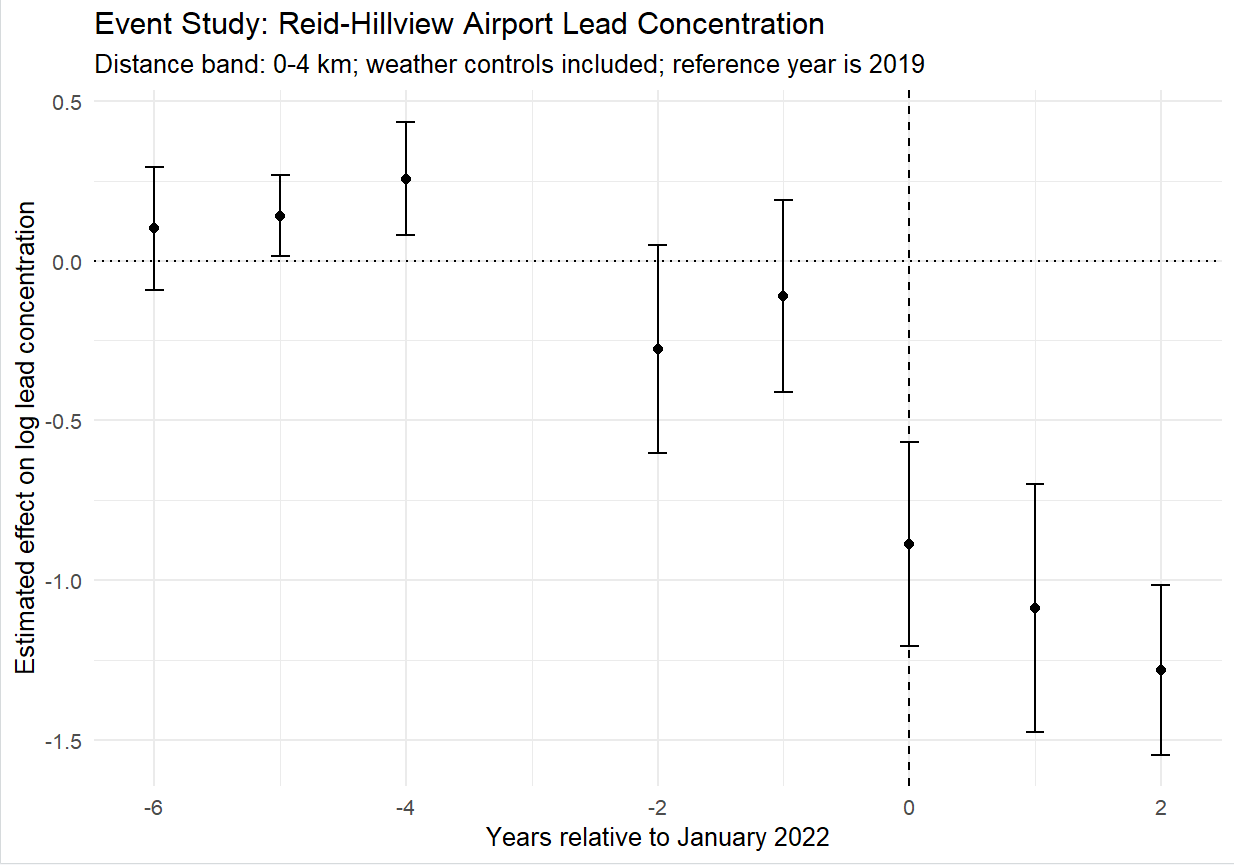 Event Study: Reid-Hillview Airport Lead Concentration
Distance band: 0-4 km; weather controls included; reference year is 2019
Estimated effect on log lead concentration
0.5
0.0
-0.5
-1.0
-1.5
-6
-4
-2
0
2
Years relative to January 2022